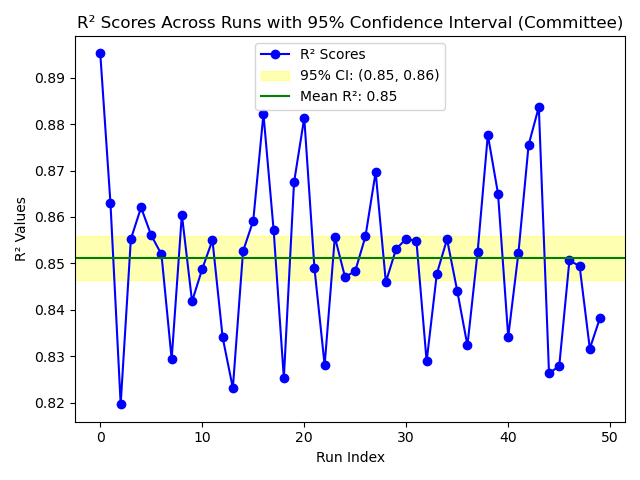 R² Scores Across Runs with 95% Confidence Interval (Committee)
R² Scores
95% CI: (0.85, 0.86)
Mean R²: 0.85
R² Values
0.89
0.88
0.87
0.86
0.85
0.84
0.83
0.82
0 10 20 30 40 50
Run Index